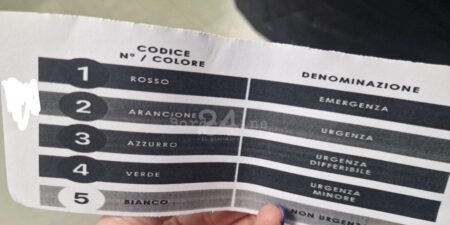 CODICE
N° / COLORE
DENOMINAZIONE
1 ROSSO EMERGENZA
2 ARANCIONE URGENZA
3 AZZURRO URGENZA
DIFFERIBILE
4 VERDE URGENZA
MINORE
5 BIANCO NON URGEN